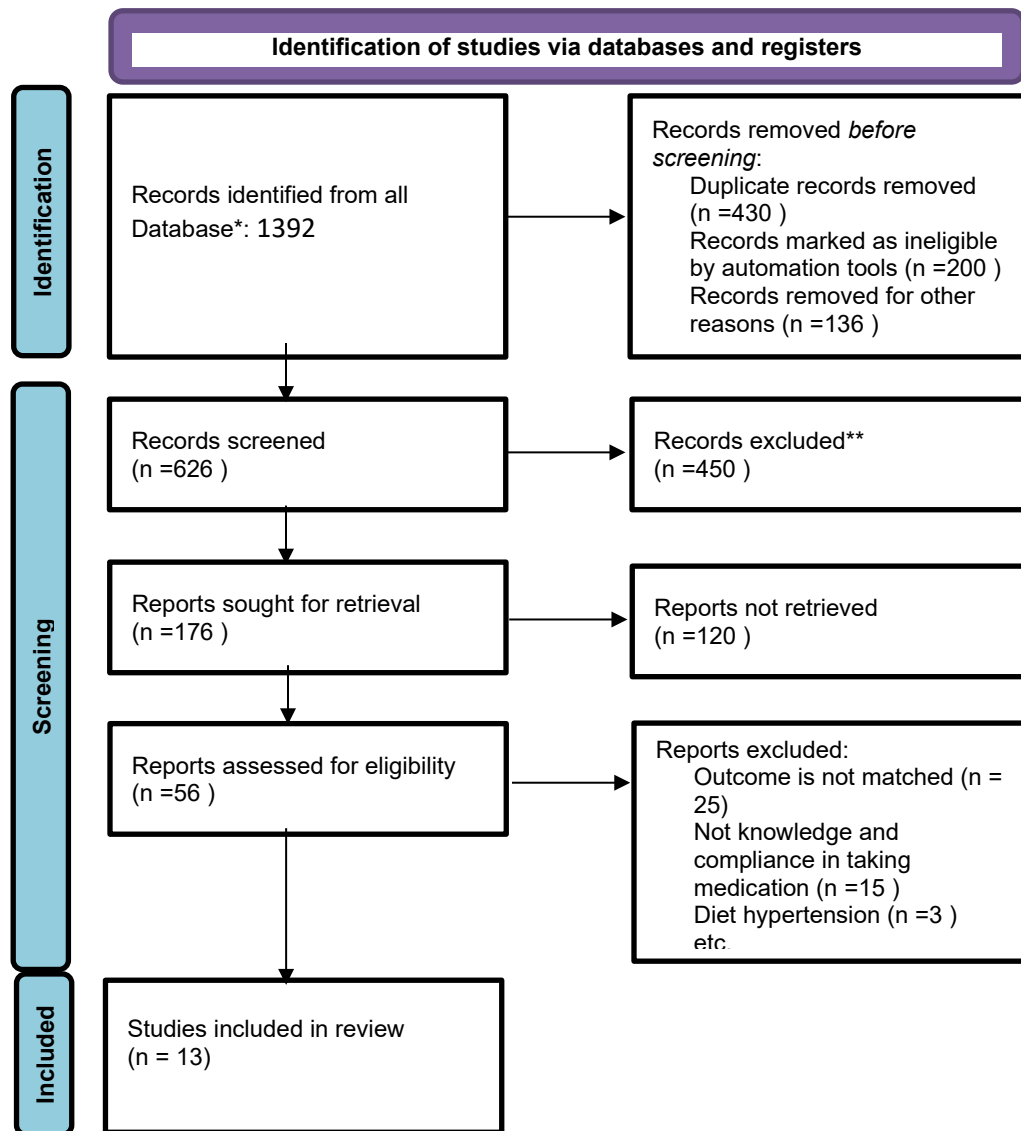 Identification of studies via databases and registers
Identification
Records identified from all
Database*: 1392
Records removed before
screening:
Duplicate records removed
(n =430 )
Records marked as ineligible
by automation tools (n =200 )
Records removed for other
reasons (n =136 )
Screening
Records screened
(n =626 )
Records excluded**
(n =450 )
Reports sought for retrieval
(n =176 )
Reports not retrieved
(n =120 )
Reports assessed for eligibility
(n =56 )
Reports excluded:
Outcome is not matched (n =
25)
Not knowledge and
compliance in taking
medication (n =15 )
Diet hypertension (n =3 )
etc.
Included
Studies included in review
(n = 13)